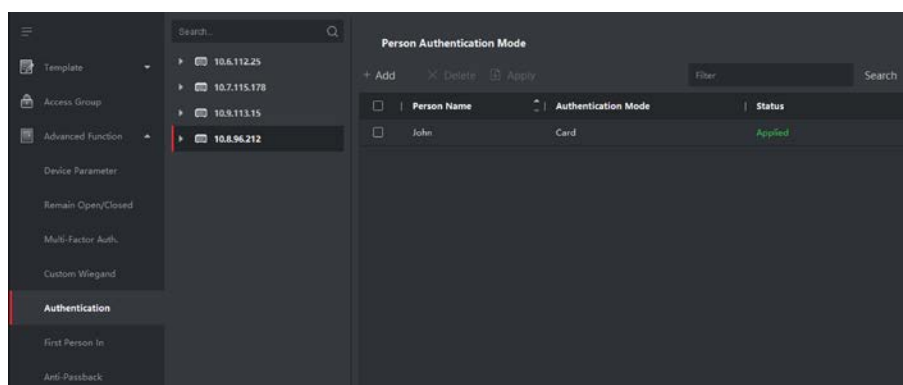 Search...
Person Authentication Mode
Template
10.6.112.25
+ Add
Delete
Apply
Filter
Search
Access Group
10.7.115.178
Person Name
Authentication Mode
Status
10.9.113.15
John
Card
Applied
Advanced Function
10.8.96.212
Device Parameter
Remain Open/Closed
Multi-Factor Auth.
Custom Wiegand
Authentication
First Person In
Anti-Passback